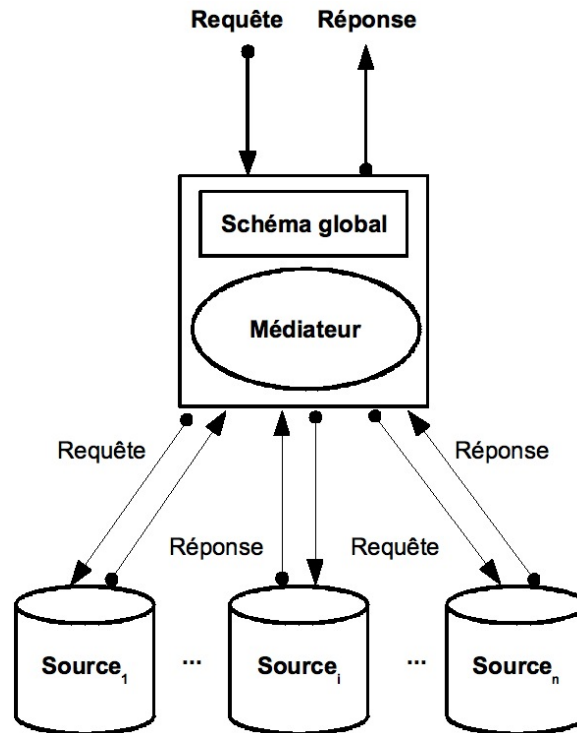 Requête Réponse
Schéma global
Médiateur
Requête
Réponse
Réponse
Requête
Source1
...
Sourcei
...
Sourcen